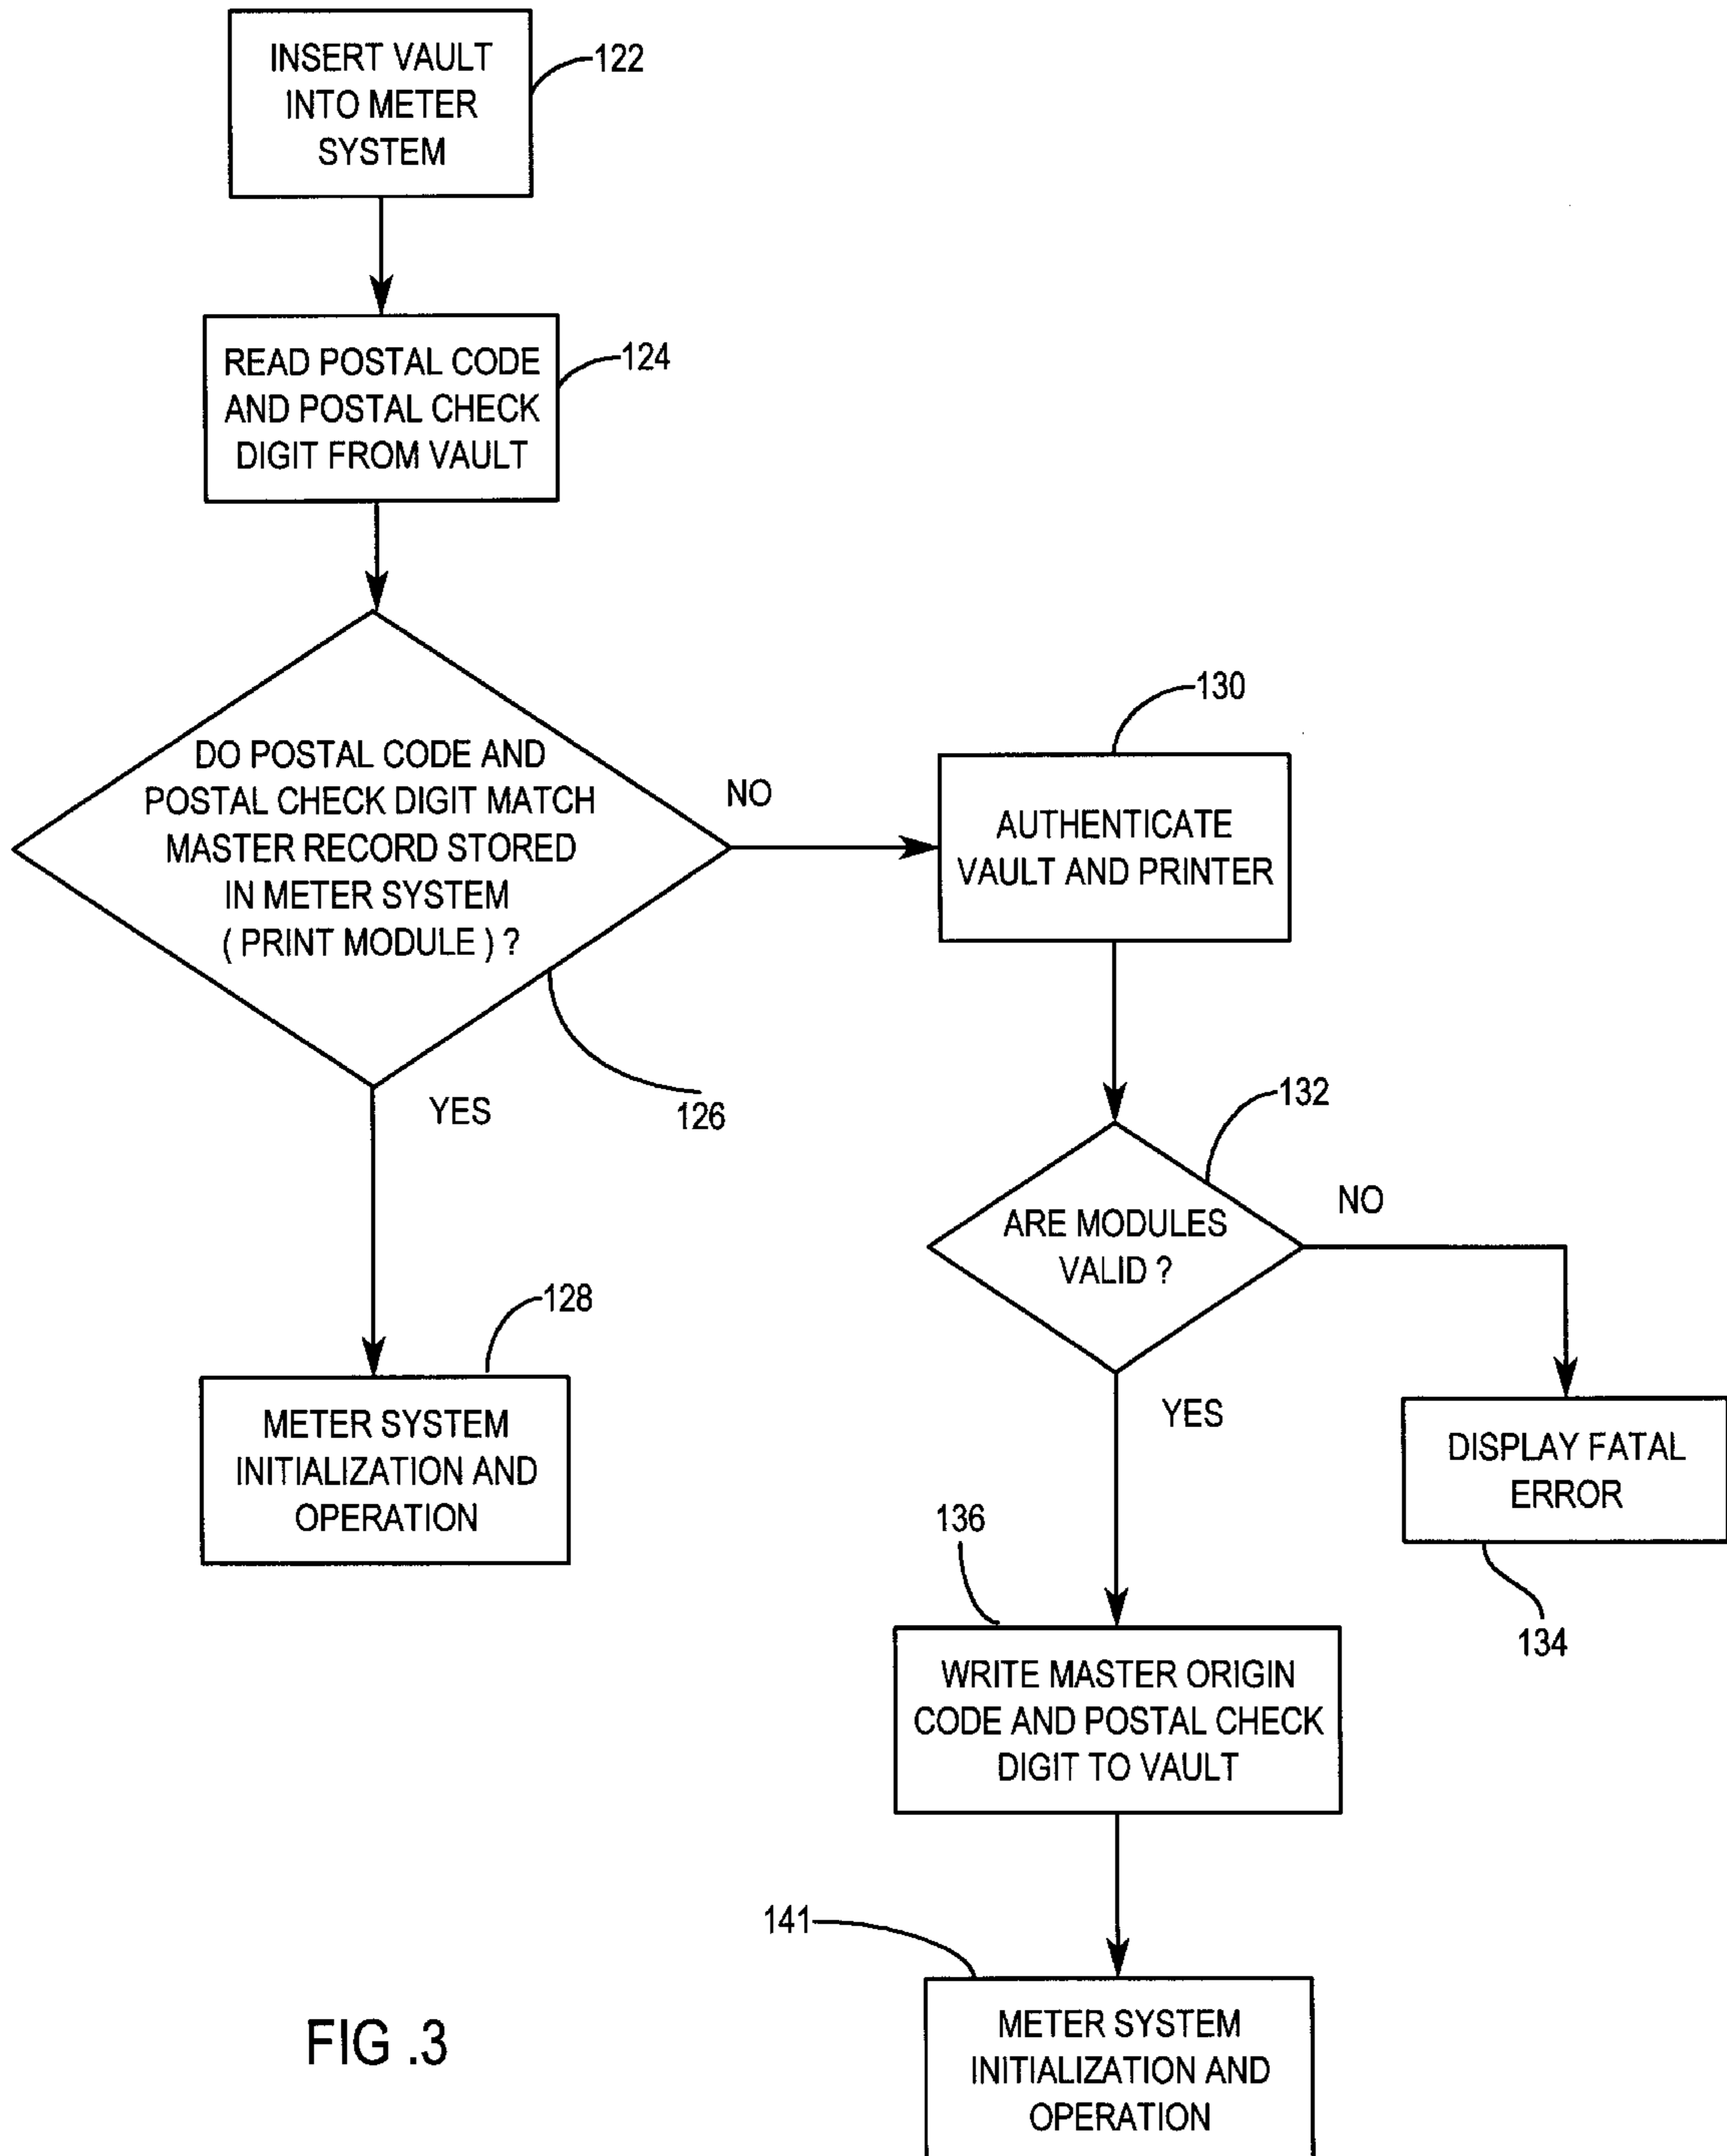 INSERT VAULT
INTO METER
SYSTEM
122
READ POSTAL CODE
AND POSTAL CHECK
DIGIT FROM VAULT
124
DO POSTAL CODE AND
POSTAL CHECK DIGIT MATCH
MASTER RECORD STORED
IN METER SYSTEM
( PRINT MODULE ) ?
126
NO
YES
130
AUTHENTICATE
VAULT AND PRINTER
132
ARE MODULES
VALID ?
NO
YES
128
METER SYSTEM
INITIALIZATION AND
OPERATION
DISPLAY FATAL
ERROR
134
136
WRITE MASTER ORIGIN
CODE AND POSTAL CHECK
DIGIT TO VAULT
141
METER SYSTEM
INITIALIZATION AND
OPERATION
FIG .3